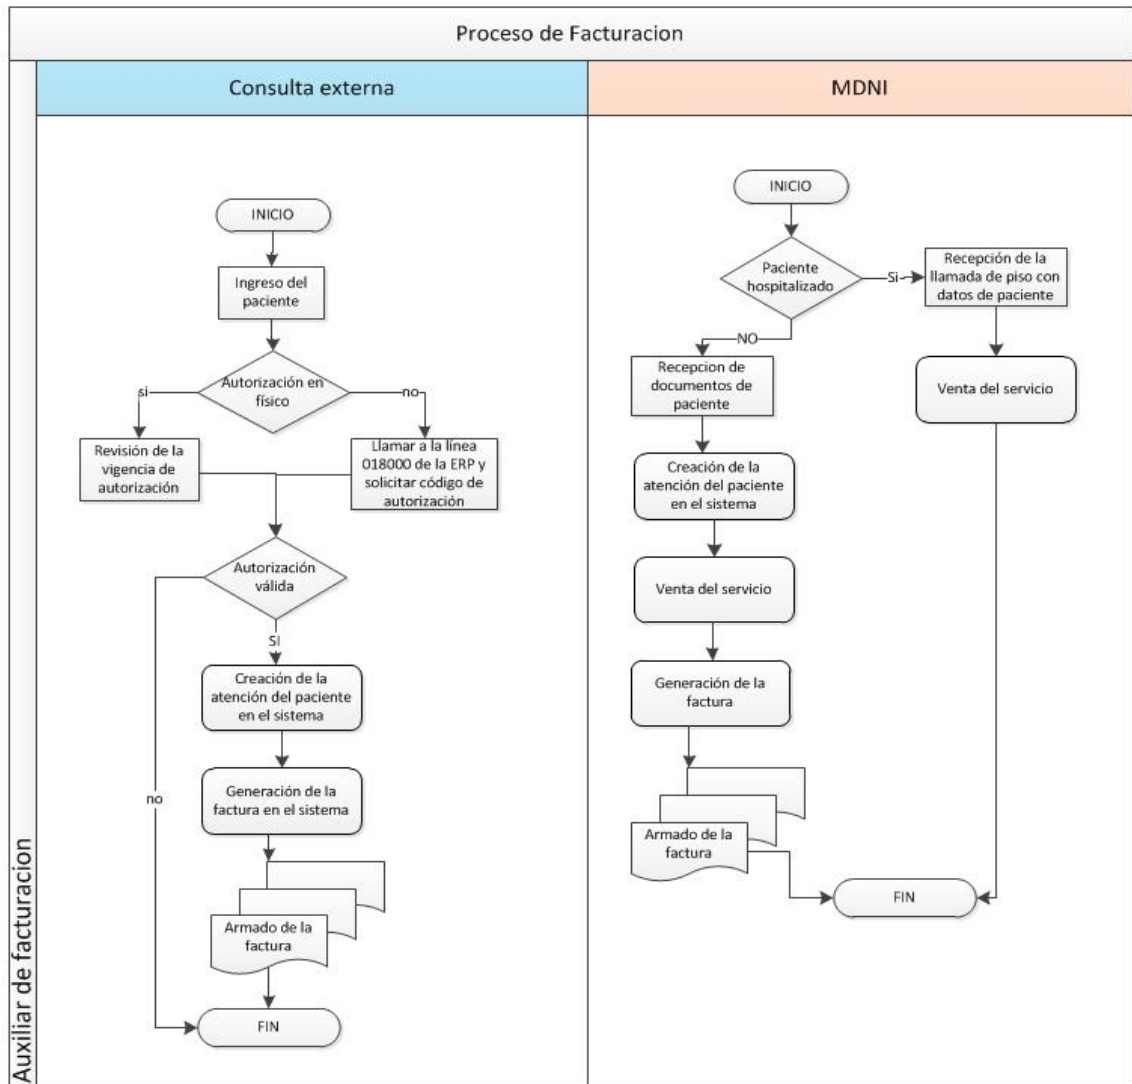 Proceso de Facturacion
Consulta externa
MDNI
Auxiliar de facturacion
INICIO
Ingreso del
paciente
Autorización en
físico
si
no
Revisión de la
vigencia de
autorización
Llamar a la línea
018000 de la ERP y
solicitar código de
autorización
Autorización
válida
SI
no
Creación de la
atención del paciente
en el sistema
Generación de la
factura en el sistema
Armado de la
factura
FIN
INICIO
Paciente
hospitalizado
Si
Recepción de la
llamada de piso con
datos de paciente
NO
Recepcion de
documentos de
paciente
Venta del servicio
Creación de la
atención del paciente
en el sistema
Venta del servicio
Generación de la
factura
Armado de la
factura
FIN